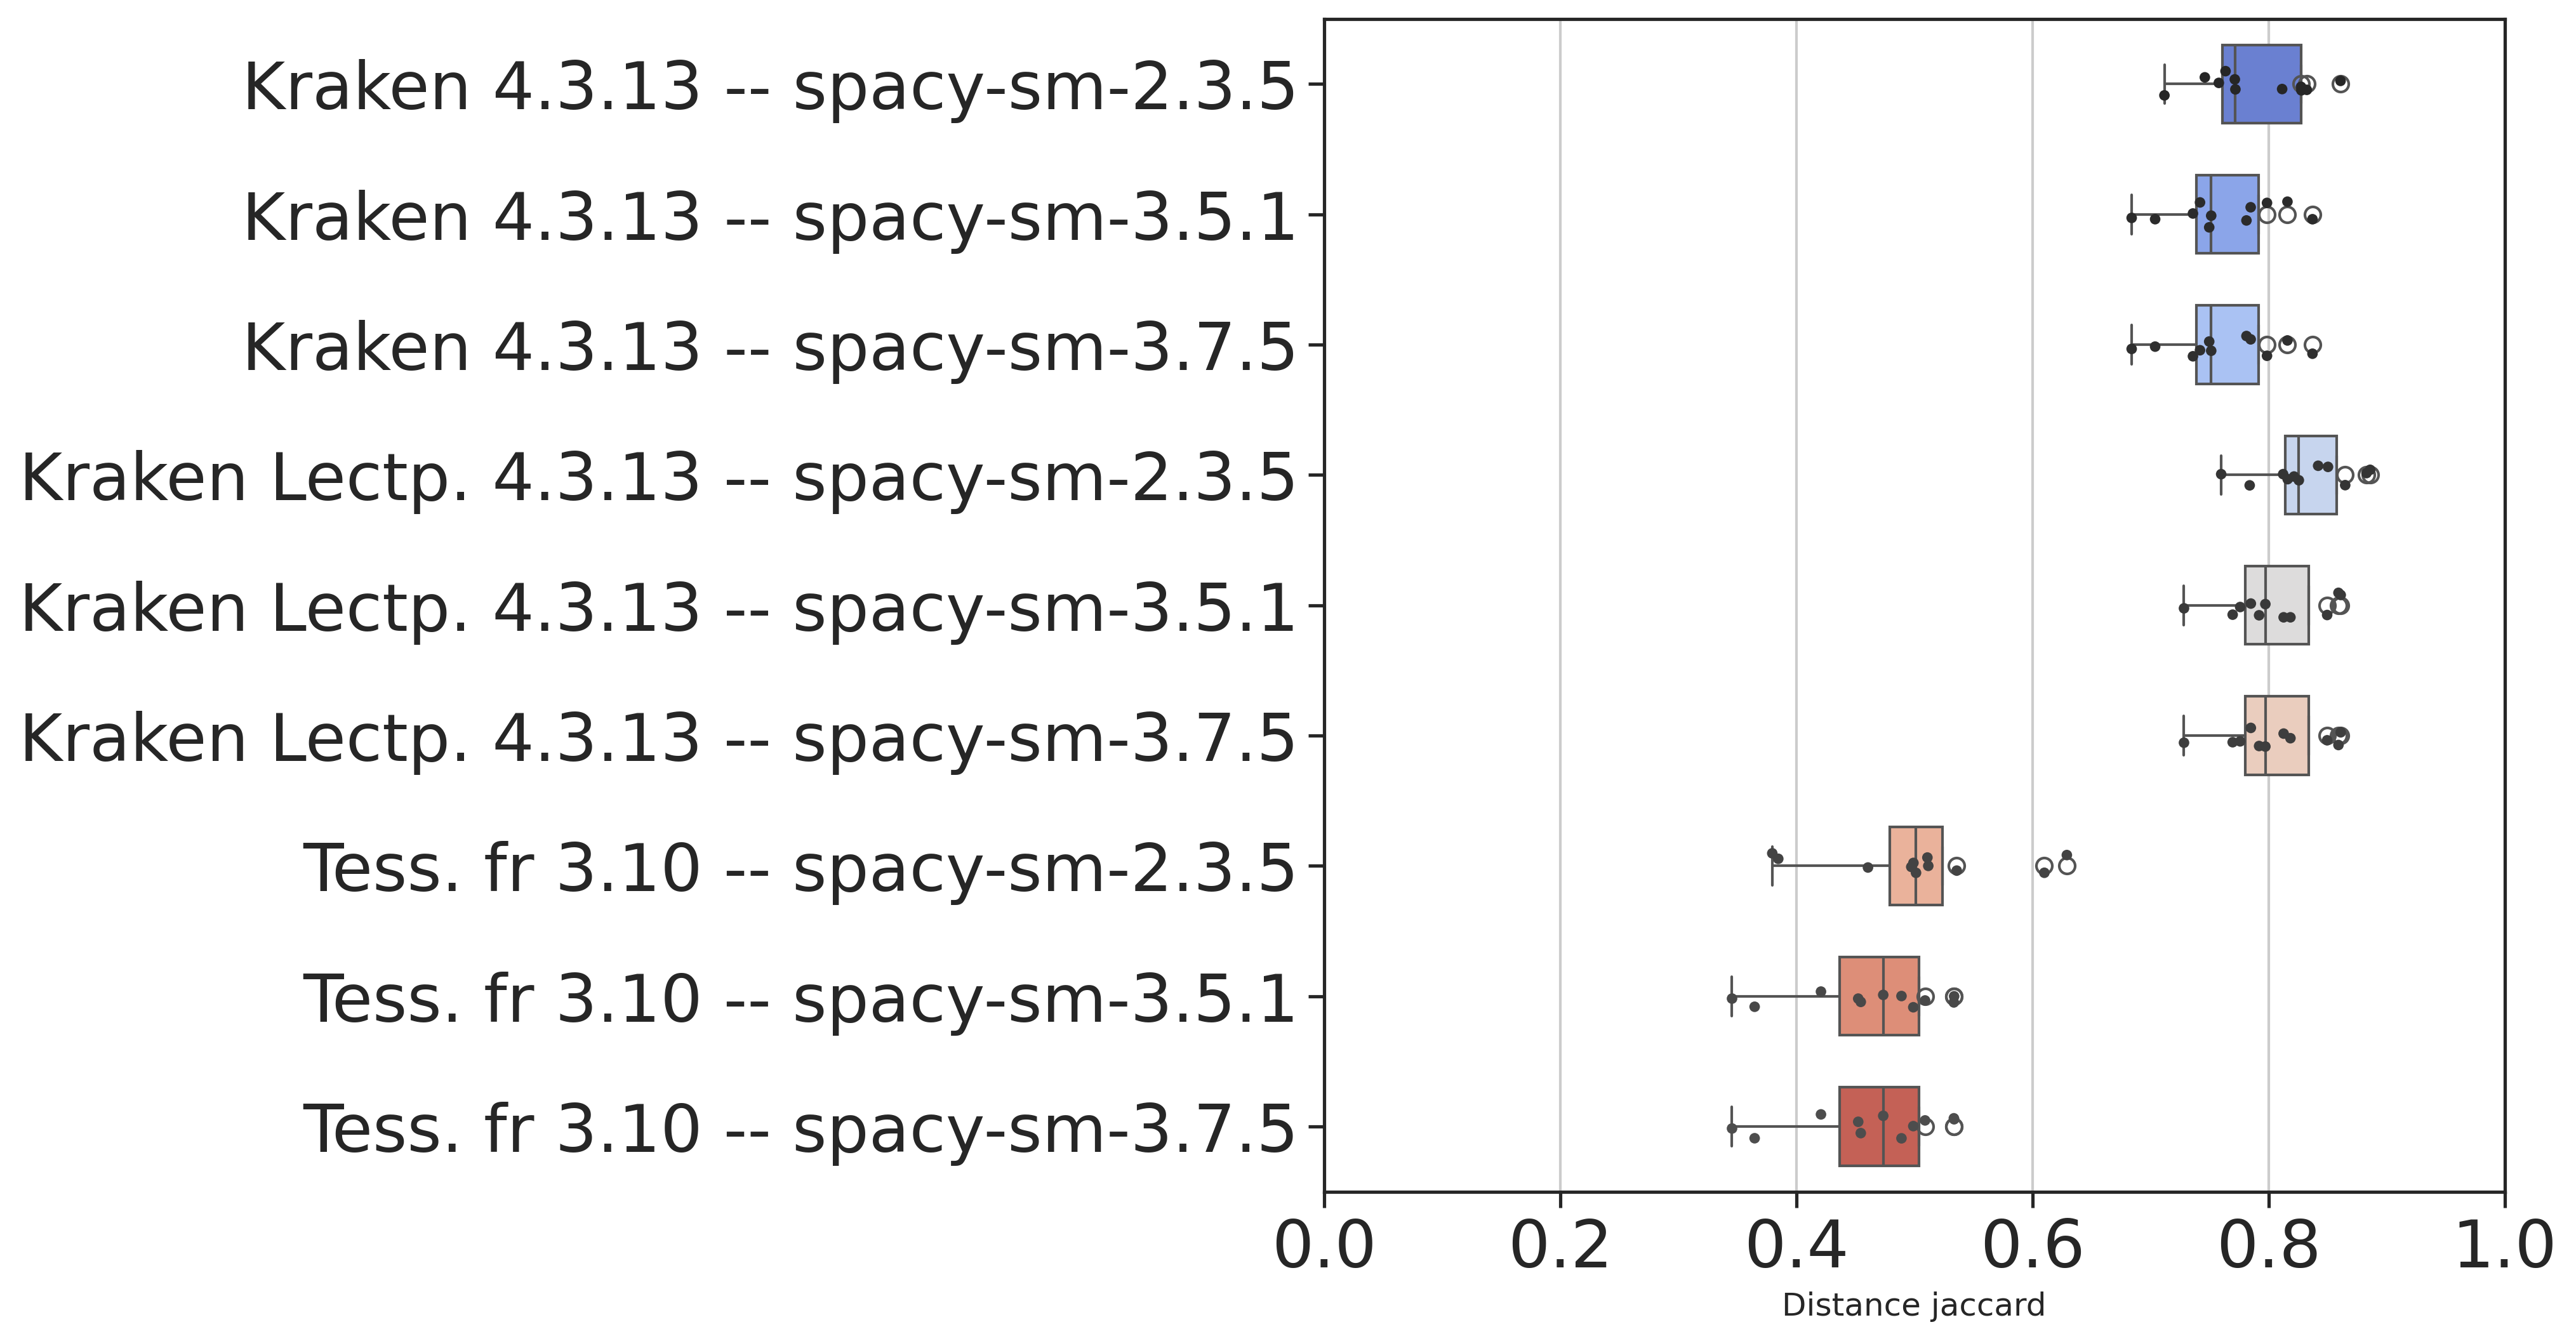 Kraken 4.3.13 -- spacy-sm-2.3.5
Kraken 4.3.13 -- spacy-sm-3.5.1
Kraken 4.3.13 -- spacy-sm-3.7.5
Kraken Lectp. 4.3.13 -- spacy-sm-2.3.5
Kraken Lectp. 4.3.13 -- spacy-sm-3.5.1
Kraken Lectp. 4.3.13 -- spacy-sm-3.7.5
Tess. fr 3.10 -- spacy-sm-2.3.5
Tess. fr 3.10 -- spacy-sm-3.5.1
Tess. fr 3.10 -- spacy-sm-3.7.5
0.0 0.2 0.4 0.6 0.8 1.0
Distance jaccard